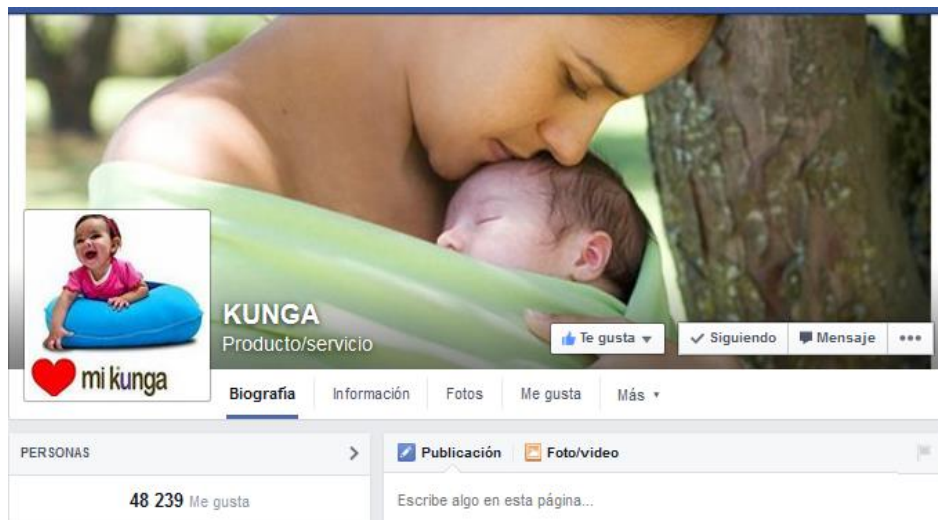 KUNGA
Producto/servicio
Te gusta
Siguiendo
Mensaje
mi kunga
Biografía
Información
Fotos
Me gusta
Más
PERSONAS
48 239 Me gusta
Publicación
Foto/video
Escribe algo en esta página...